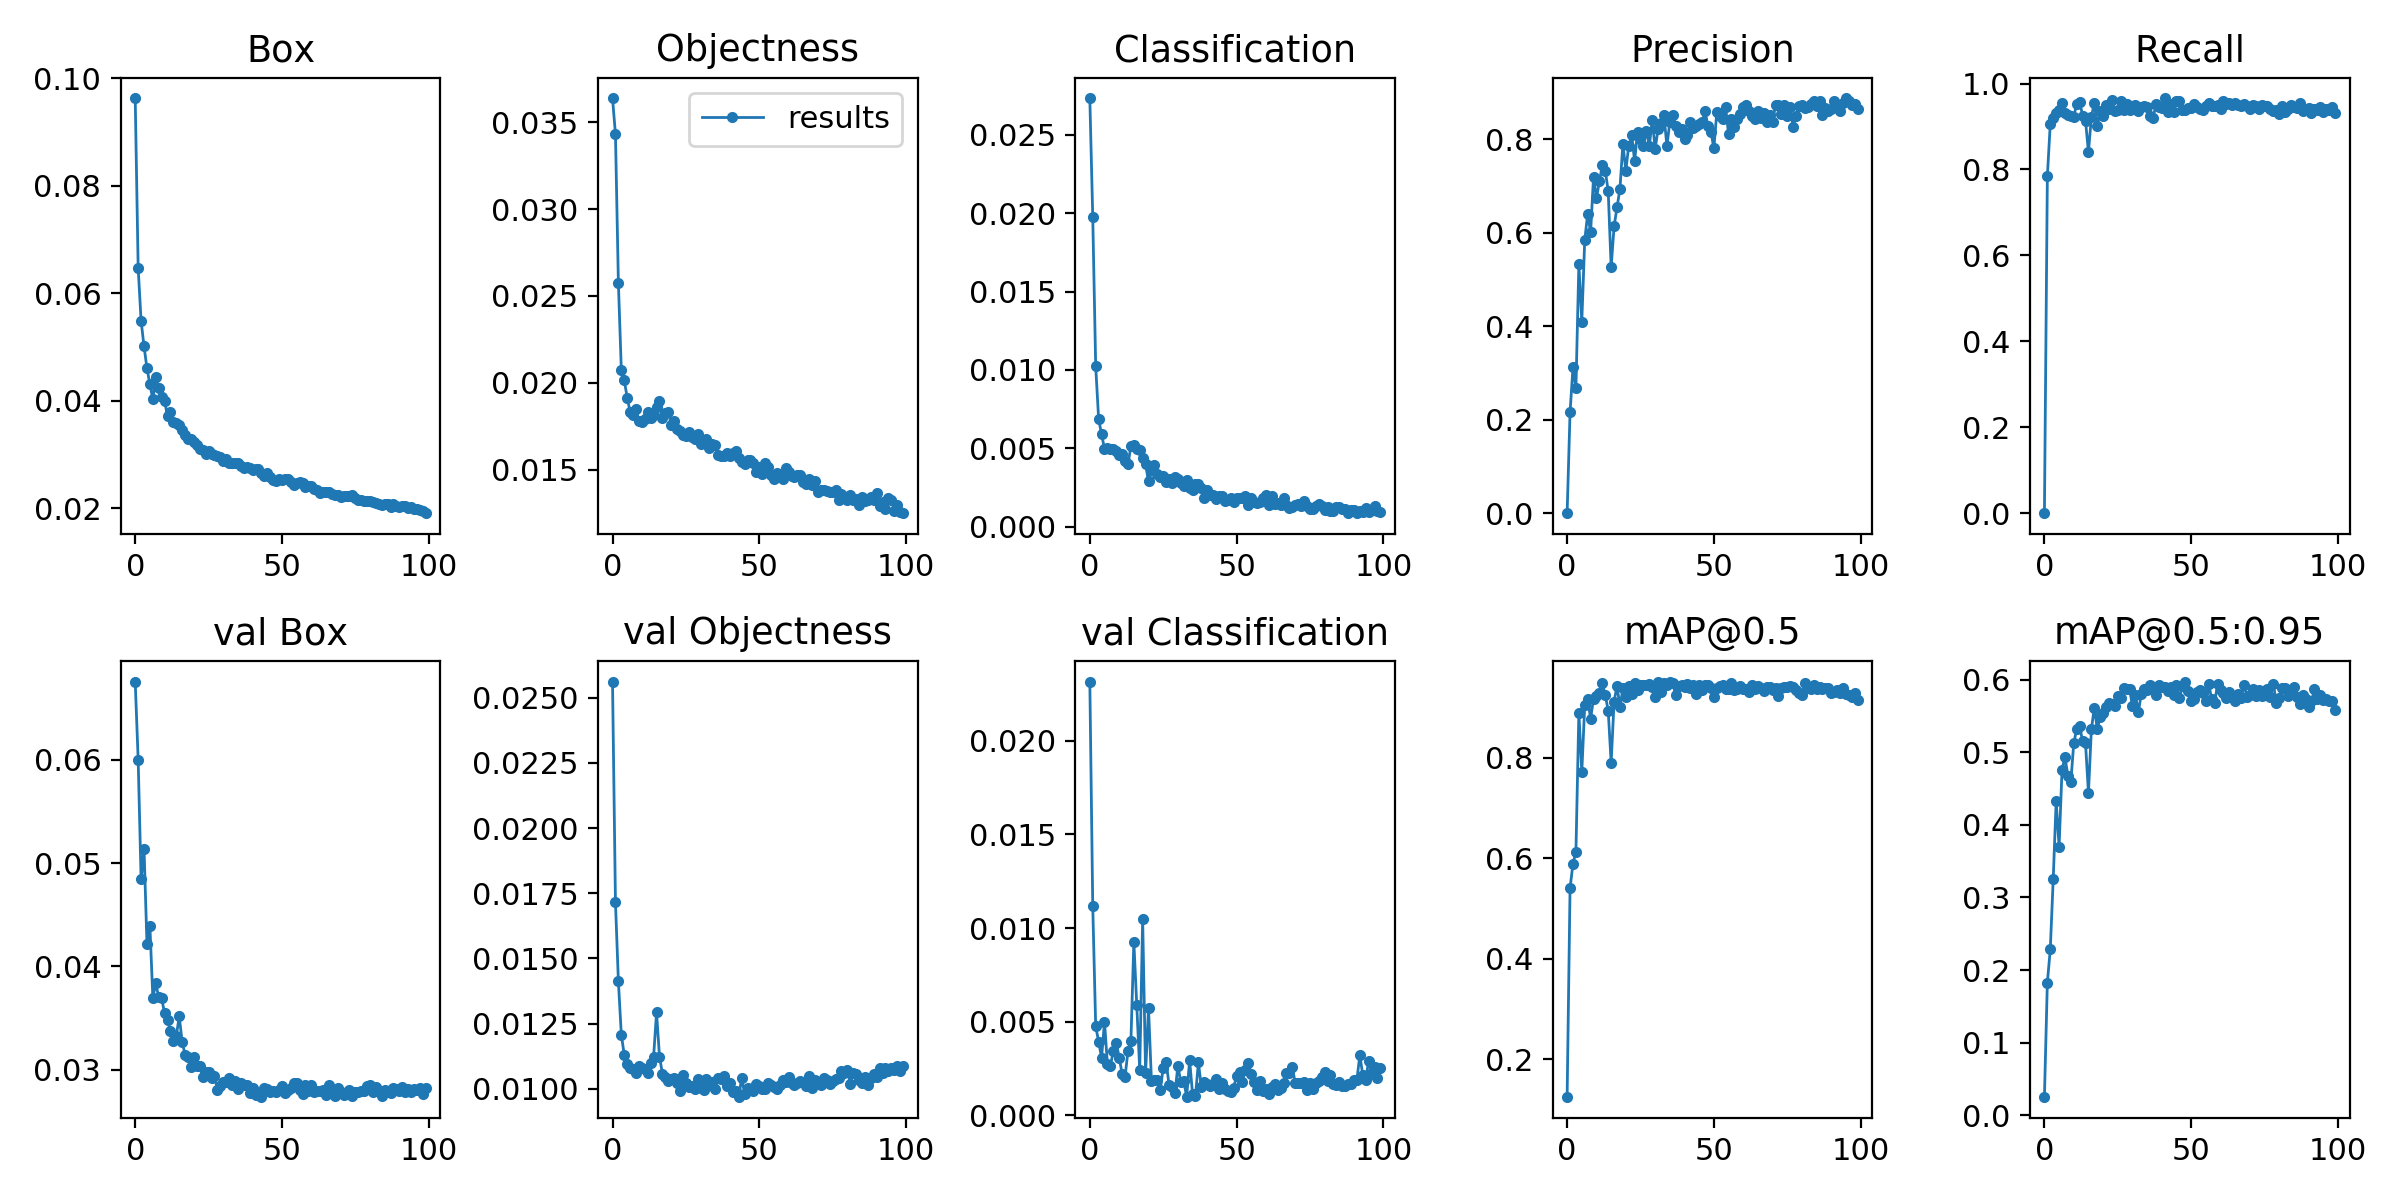 Box
0.10
0.08
0.06
0.04
0.02
0 50 100
Objectness
results
0.035
0.030
0.025
0.020
0.015
0 50 100
Classification
0.025
0.020
0.015
0.010
0.005
0.000
0 50 100
Precision
0.8
0.6
0.4
0.2
0.0
0 50 100
Recall
1.0
0.8
0.6
0.4
0.2
0.0
0 50 100
val Box
0.06
0.05
0.04
0.03
0 50 100
val Objectness
0.0250
0.0225
0.0200
0.0175
0.0150
0.0125
0.0100
0 50 100
val Classification
0.020
0.015
0.010
0.005
0.000
0 50 100
mAP@0.5
0.8
0.6
0.4
0.2
0 50 100
mAP@0.5:0.95
0.6
0.5
0.4
0.3
0.2
0.1
0.0
0 50 100